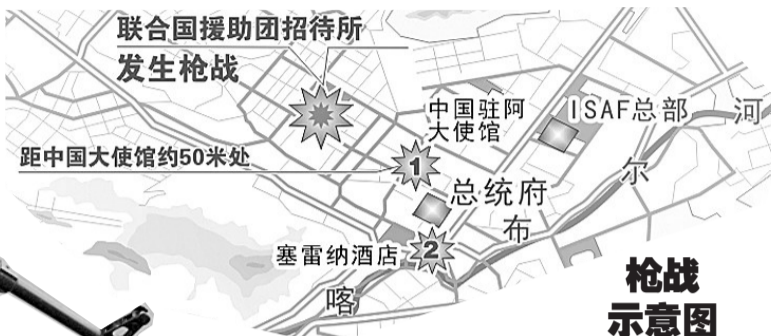 联合国援助团招待所
发生枪战
中国驻阿
大使馆
ISAF总部
河
距中国大使馆约50米处
1
尔
总统府
布
塞雷纳酒店
2
喀
枪战
示意图